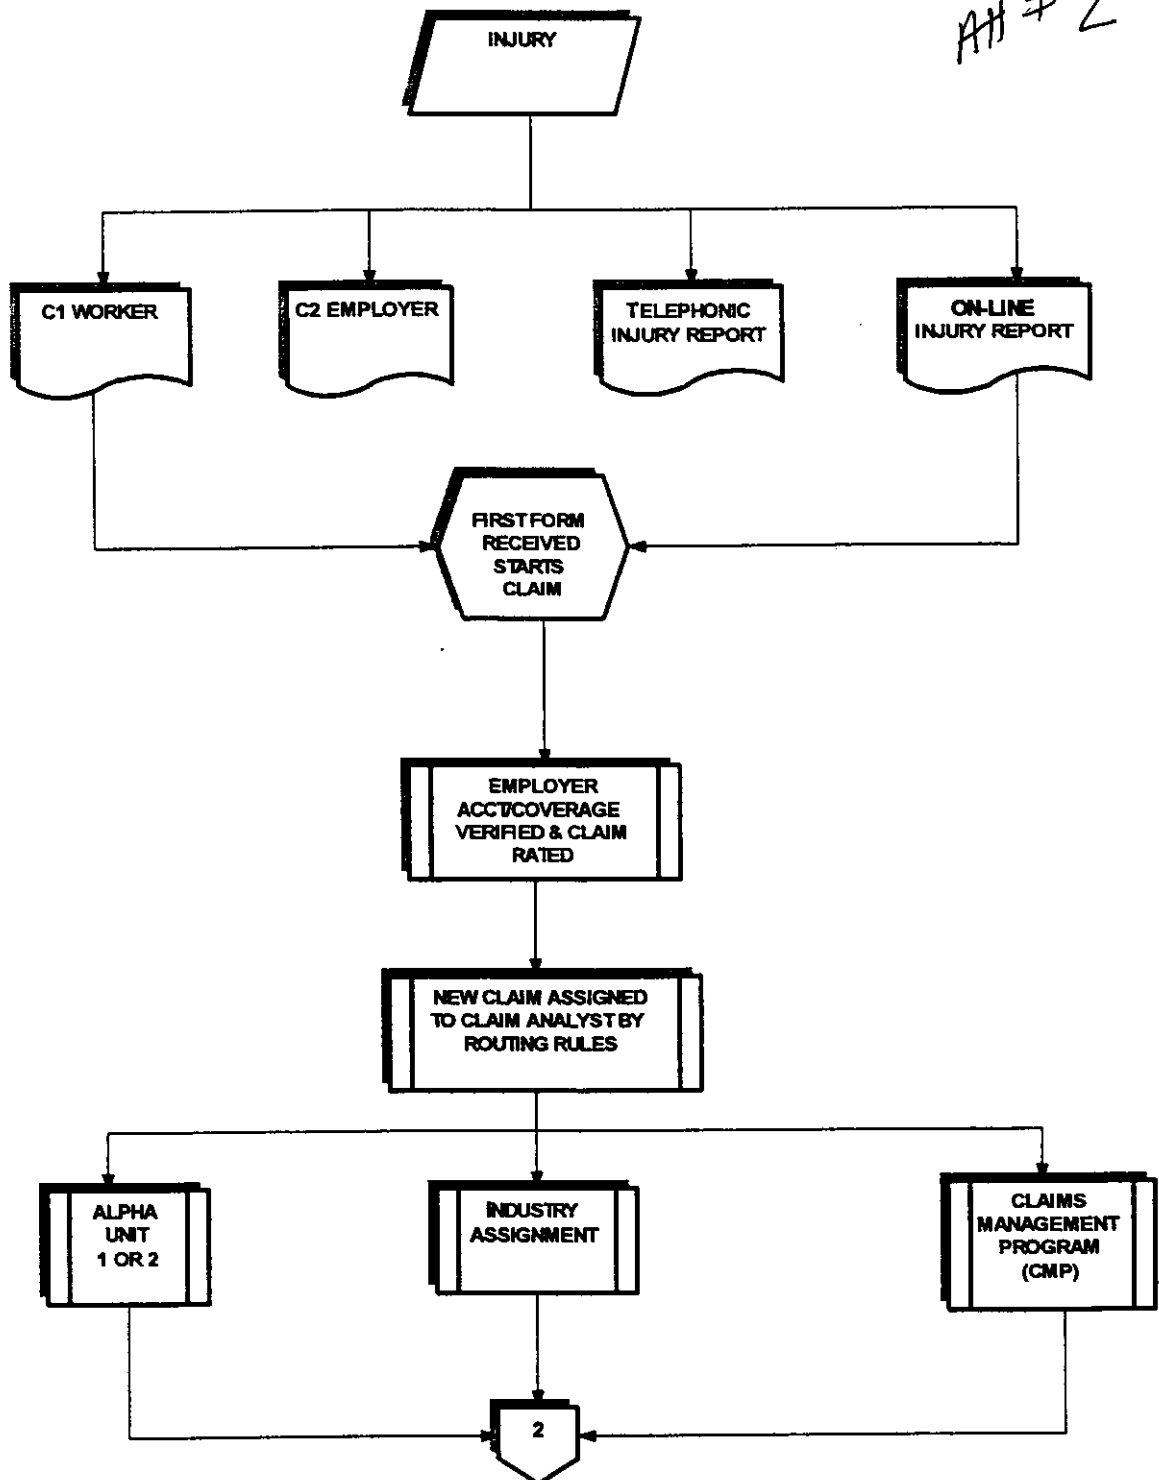 Att # 2
INJURY
C1 WORKER
C2 EMPLOYER
TELEPHONIC
INJURY REPORT
ON-LINE
INJURY REPORT
FIRST FORM
RECEIVED
STARTS
CLAIM
EMPLOYER
ACCT/COVERAGE
VERIFIED & CLAIM
RATED
NEW CLAIM ASSIGNED
TO CLAIM ANALYST BY
ROUTING RULES
ALPHA
UNIT
1 OR 2
INDUSTRY
ASSIGNMENT
CLAIMS
MANAGEMENT
PROGRAM
(CMP)
2